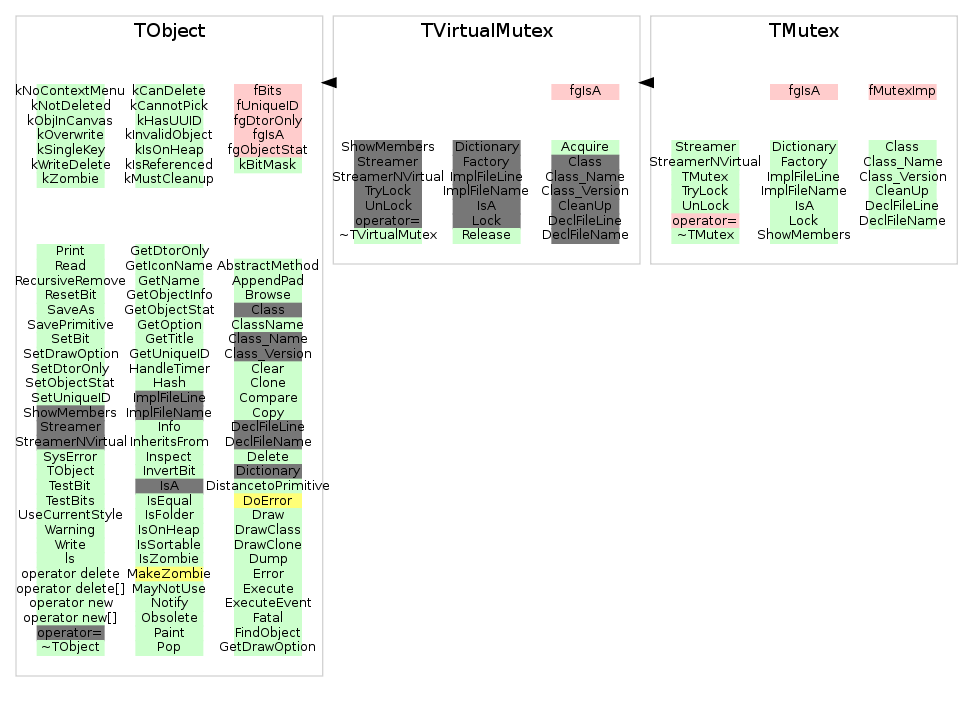 TObject
kNoContextMenu kCanDelete fBits
kNotDeleted kCannotPick fUniqueID
kObjInCanvas kHasUUID fgDtorOnly
kOverwrite kInvalidObject fgIsA
kSingleKey kIsOnHeap fgObjectStat
kWriteDelete kIsReferenced kBitMask
kZombie kMustCleanup
Print GetDtorOnly
Read GetIconName AbstractMethod
RecursiveRemove GetName AppendPad
ResetBit GetObjectInfo Browse
SaveAs GetObjectStat Class
SavePrimitive GetOption ClassName
SetBit GetTitle Class_Name
SetDrawOption GetUniqueID Class_Version
SetDtorOnly HandleTimer Clear
SetObjectStat Hash Clone
SetUniqueID ImplFileLine Compare
ShowMembers ImplFileName Copy
Streamer Info DeclFileLine
StreamerNVirtual InheritsFrom DeclFileName
SysError Inspect Delete
TObject InvertBit Dictionary
TestBit IsA DistancetoPrimitive
TestBits IsEqual DoError
UseCurrentStyle IsFolder Draw
Warning IsOnHeap DrawClass
Write IsSortable DrawClone
ls IsZombie Dump
operator delete MakeZombie Error
operator delete[] MayNotUse Execute
operator new Notify ExecuteEvent
operator new[] Obsolete Fatal
operator= Paint FindObject
~TObject Pop GetDrawOption
TVirtualMutex
fgIsA
ShowMembers Dictionary Acquire
Streamer Factory Class
StreamerNVirtual ImplFileLine Class_Name
TryLock ImplFileName Class_Version
UnLock IsA CleanUp
operator= Lock DeclFileLine
~TVirtualMutex Release DeclFileName
TMutex
fgIsA fMutexImp
Streamer Dictionary Class
StreamerNVirtual Factory Class_Name
TMutex ImplFileLine Class_Version
TryLock ImplFileName CleanUp
UnLock IsA DeclFileLine
operator= Lock DeclFileName
~TMutex ShowMembers